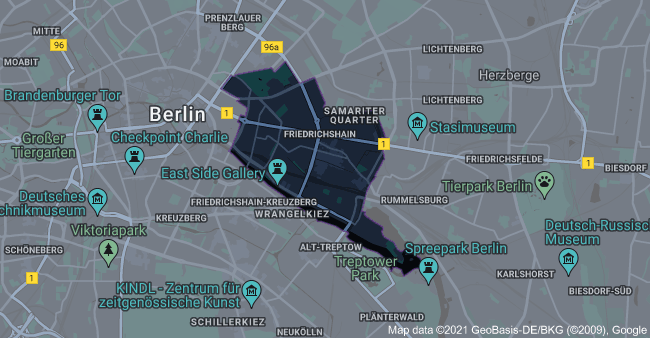 PRENZLAUER
BERG
MITTE
96
96a
LICHTENBERG
MOABIT
Herzberge
Brandenburger Tor
LICHTENBERG
Berlin
1
SAMARITER
QUARTER
Stasimuseum
Großer
Tiergarten
Checkpoint Charlie
FRIEDRICHSHAIN
1
FRIEDRICHSFELDE
1
BIESDORF
East Side Gallery
Tierpark Berlin
Deutsches
chnikmuseum
FRIEDRICHSHAIN-KREUZBERG
WRANGELKIEZ
RUMMELSBURG
KREUZBERG
Viktoriapark
Deutsch-Russisch
Museum
SCHÖNEBERG
ALT-TREPTOW
Spreepark Berlin
Treptower
Park
KARLSHORST
1
KINDL - Zentrum für
zeitgenössische Kunst
BIESDORF-SÜD
SCHILLERKIEZ
PLÄNTERWALD
NEUKÖLLN
Map data ©2021 GeoBasis-DE/BKG (©2009), Google